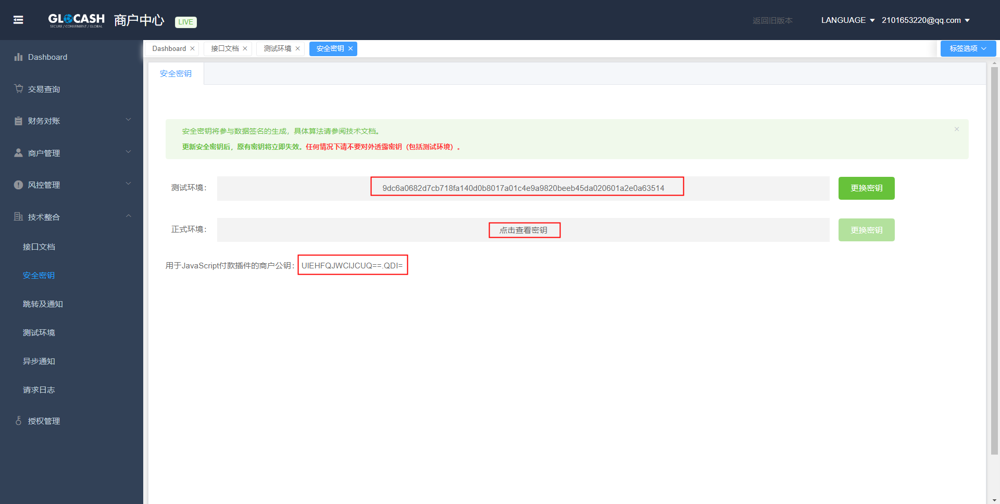 GLOCASH 商户中心 LIVE
SECURE / CONVENIENT / GLOBAL
返回旧版本 LANGUAGE 2101653220@qq.com
Dashboard 接口文档 测试环境 安全密钥 标签选项
Dashboard
交易查询
财务对账
商户管理
风控管理
技术整合
接口文档
安全密钥
跳转及通知
测试环境
异步通知
请求日志
授权管理
安全密钥
安全密钥将参与数据签名的生成，具体算法请参阅技术文档。
更新安全密钥后，原有密钥将立即失效。任何情况下请不要对外透露密钥（包括测试环境）。
测试环境： 9dc6a0682d7cb718fa140d0b8017a01c4e9a9820beeb45da020601a2e0a63514 更换密钥
正式环境： 点击查看密钥 更换密钥
用于JavaScript付款插件的商户公钥： UIEHFQJWCIJCUQ==.QDI=